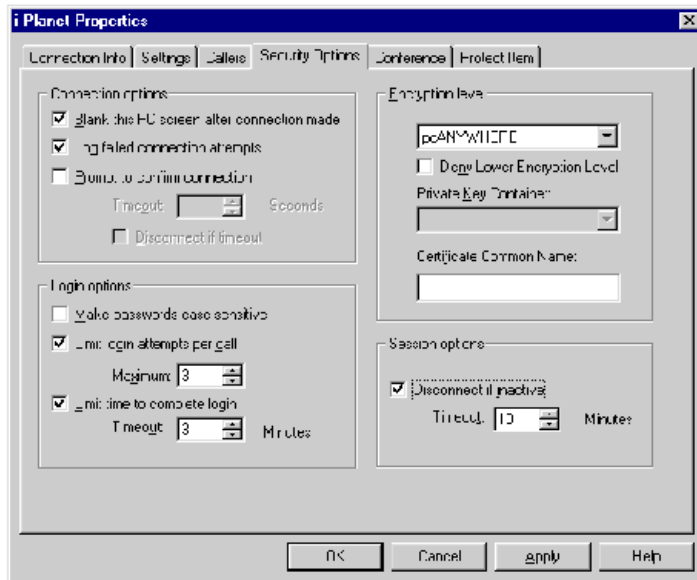 i Planet Properties
Connection Info Settings Callers Security Options Conference Protect Item
Connection options
Blank this PC screen after connection made
Log failed connection attempts
Prompt to confirm connection
Timeout: Seconds
Disconnect if timeout
Login options
Make passwords case sensitive
Limit login attempts per call
Maximum: 3
Limit time to complete login
Timeout: 3 Minutes
Encryption level
pcANYWHERE
Deny Lower Encryption Level
Private Key Container:
Certificate Common Name:
Session options
Disconnect if inactive
Timeout: 10 Minutes
OK Cancel Apply Help